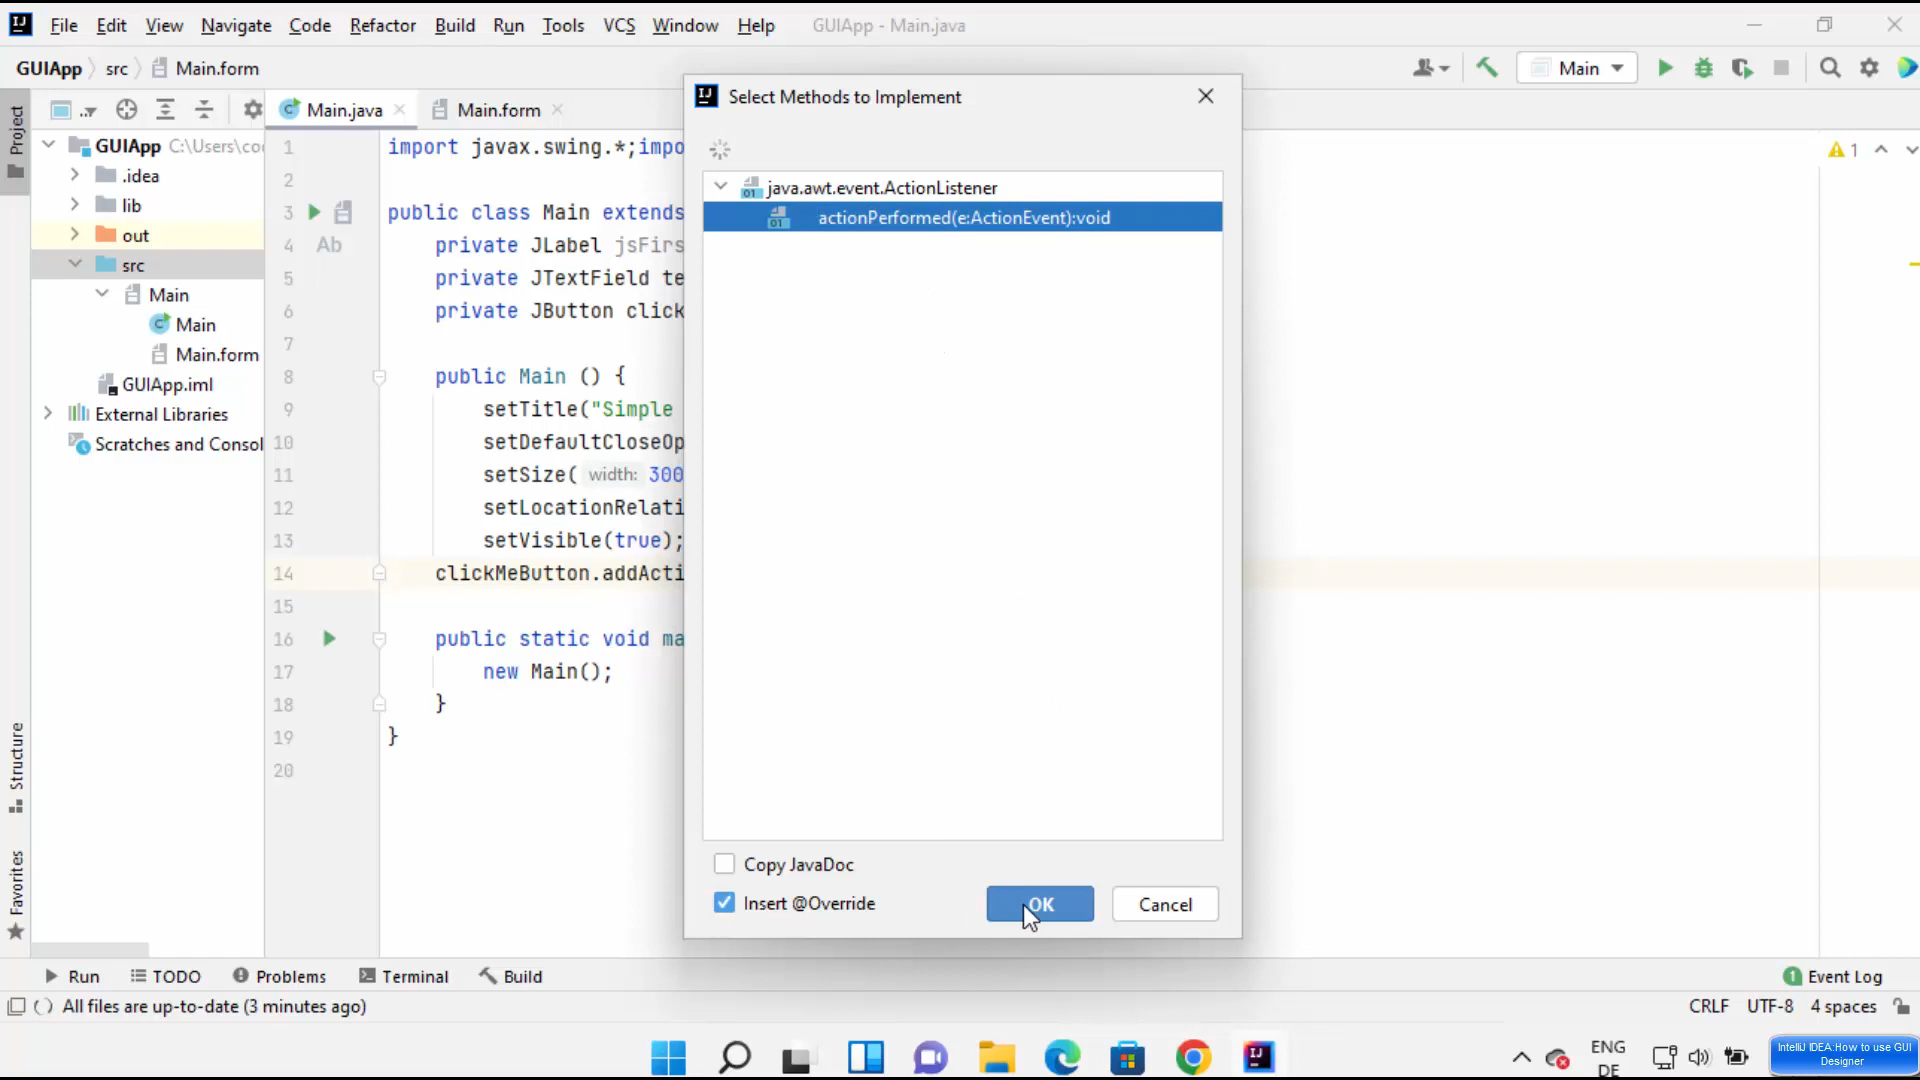 File Edit View Navigate Code Refactor Build Run Tools VCS Window Help GUIApp - Main.java
GUIApp src Main.form
Main
Project
Main.java
Main.form
GUIApp C:\Users\co
.idea
lib
out
src
Main
Main
Main.form
GUIApp.iml
External Libraries
Scratches and Consol
Structure
Favorites
1 import javax.swing.*;impo
2
3 public class Main extends
4 Ab private JLabel jsFirs
5 private JTextField te
6 private JButton click
7
8 public Main () {
9 setTitle("Simple
10 setDefaultCloseOp
11 setSize( width: 300
12 setLocationRelati
13 setVisible(true);
14 clickMeButton.addActi
15
16 public static void ma
17 new Main();
18 }
19 }
20
1
Select Methods to Implement
java.awt.event.ActionListener
actionPerformed(e:ActionEvent):void
Copy JavaDoc
Insert @Override
OK Cancel
Run TODO Problems Terminal Build
1 Event Log
All files are up-to-date (3 minutes ago)
CRLF UTF-8 4 spaces
ENG
DE
IntelliJ IDEA:How to use GUI
Designer